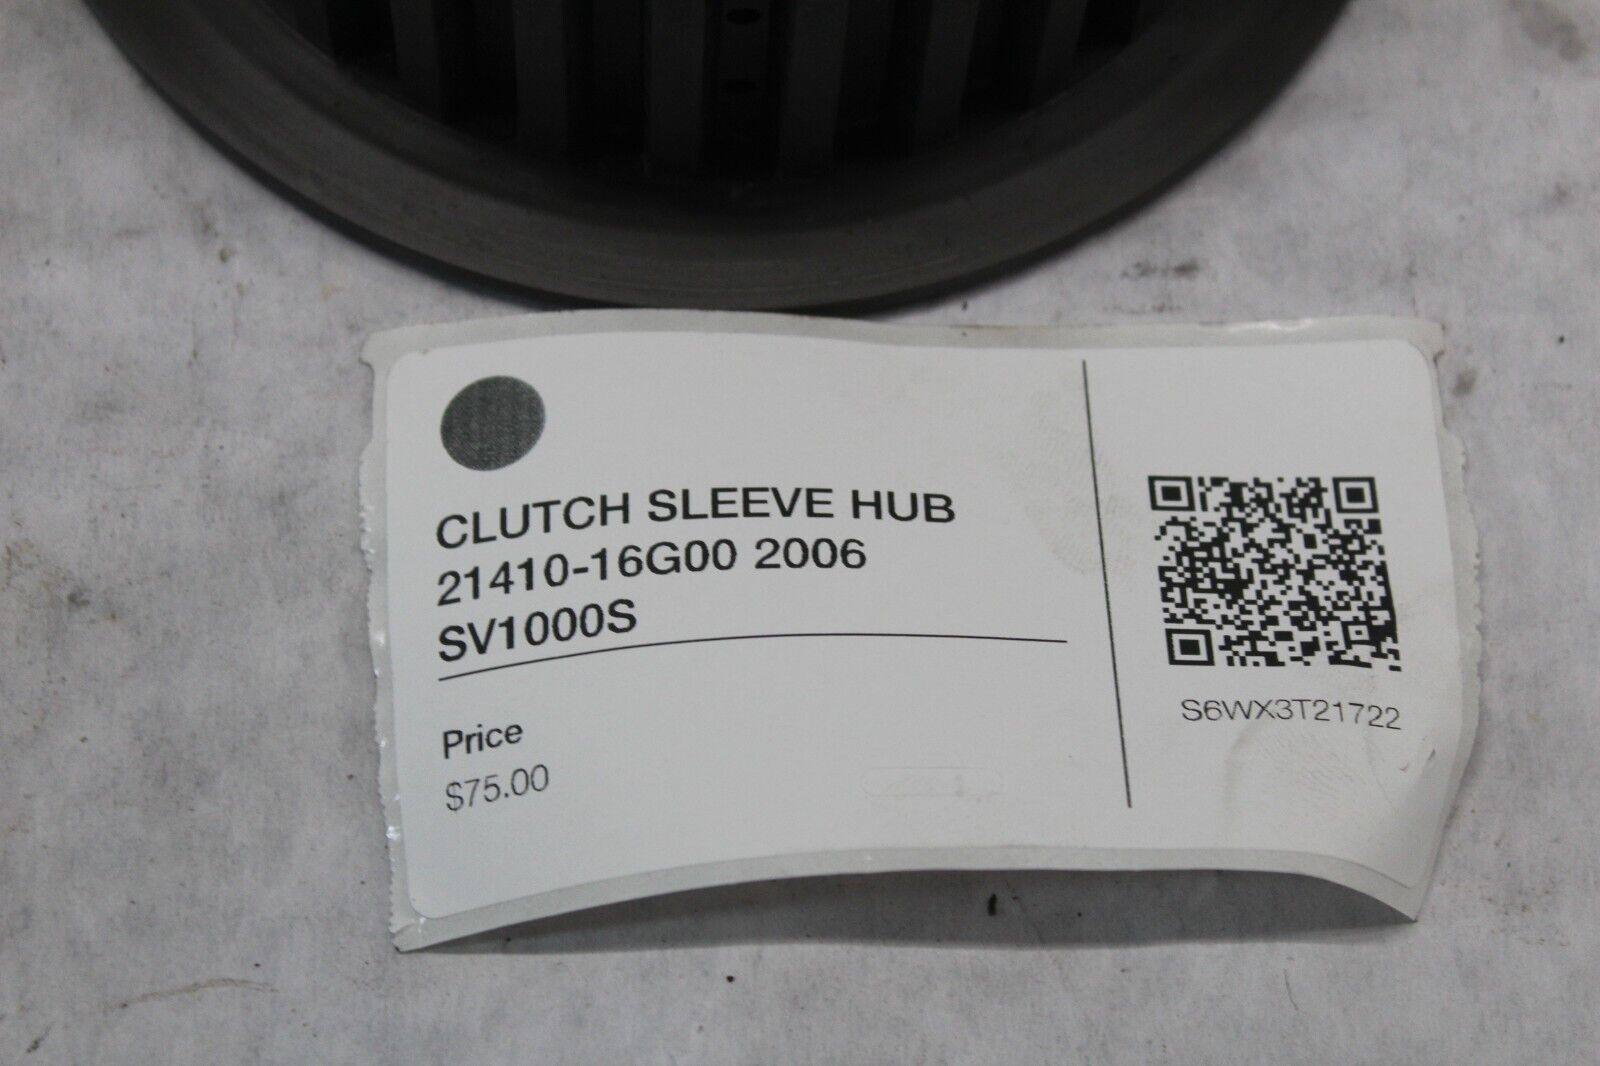 CLUTCH SLEEVE HUB
21410-16G00 2006
SV1000S
Price
$75.00
S6WX3T21722